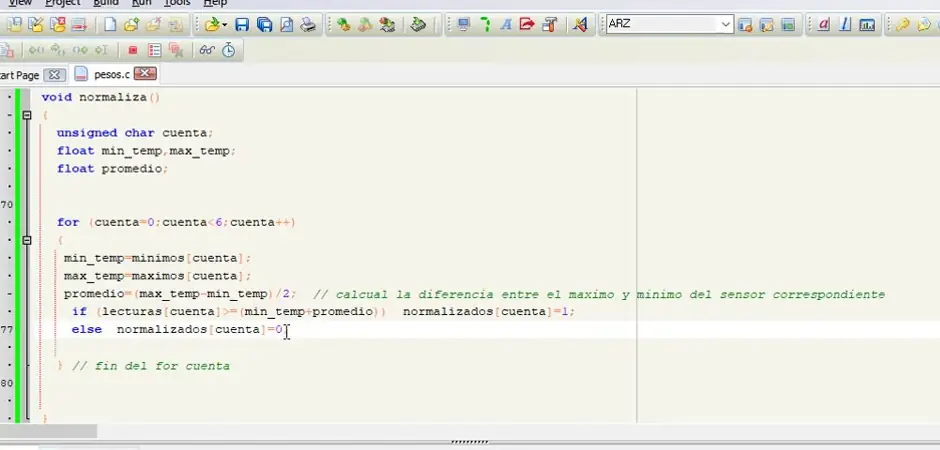 View Project Build Run Tools Help
ARZ
Start Page pesos.c
void normaliza()
{
unsigned char cuenta;
float min_temp,max_temp;
float promedio;
70
for (cuenta=0;cuenta<6;cuenta++)
{
min_temp=minimos[cuenta];
max_temp=maximos[cuenta];
promedio=(max_temp-min_temp)/2; // calcual la diferencia entre el maximo y minimo del sensor correspondiente
if (lecturas[cuenta]>=(min_temp+promedio)) normalizados[cuenta]=1;
77 else normalizados[cuenta]=0
} // fin del for cuenta
80
}